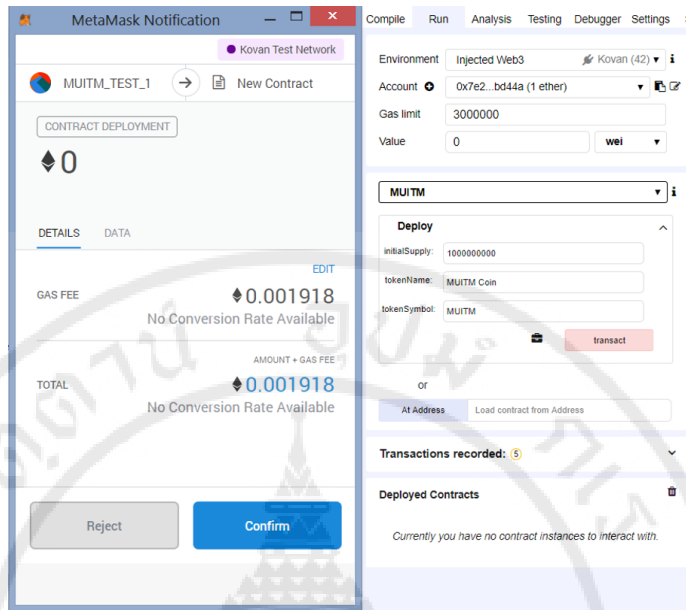 MetaMask Notification
Kovan Test Network
MUITM_TEST_1
New Contract
CONTRACT DEPLOYMENT
0
DETAILS
DATA
EDIT
GAS FEE
0.001918
No Conversion Rate Available
AMOUNT + GAS FEE
TOTAL
0.001918
No Conversion Rate Available
Reject
Confirm
Compile
Run
Analysis
Testing
Debugger
Settings
Environment
Injected Web3
Kovan (42)
i
Account
0x7e2...bd44a (1 ether)
Gas limit
3000000
Value
0
wei
MUITM
i
Deploy
initialSupply:
1000000000
tokenName:
MUITM Coin
tokenSymbol:
MUITM
transact
or
At Address
Load contract from Address
Transactions recorded: 5
Deployed Contracts
Currently you have no contract instances to interact with.